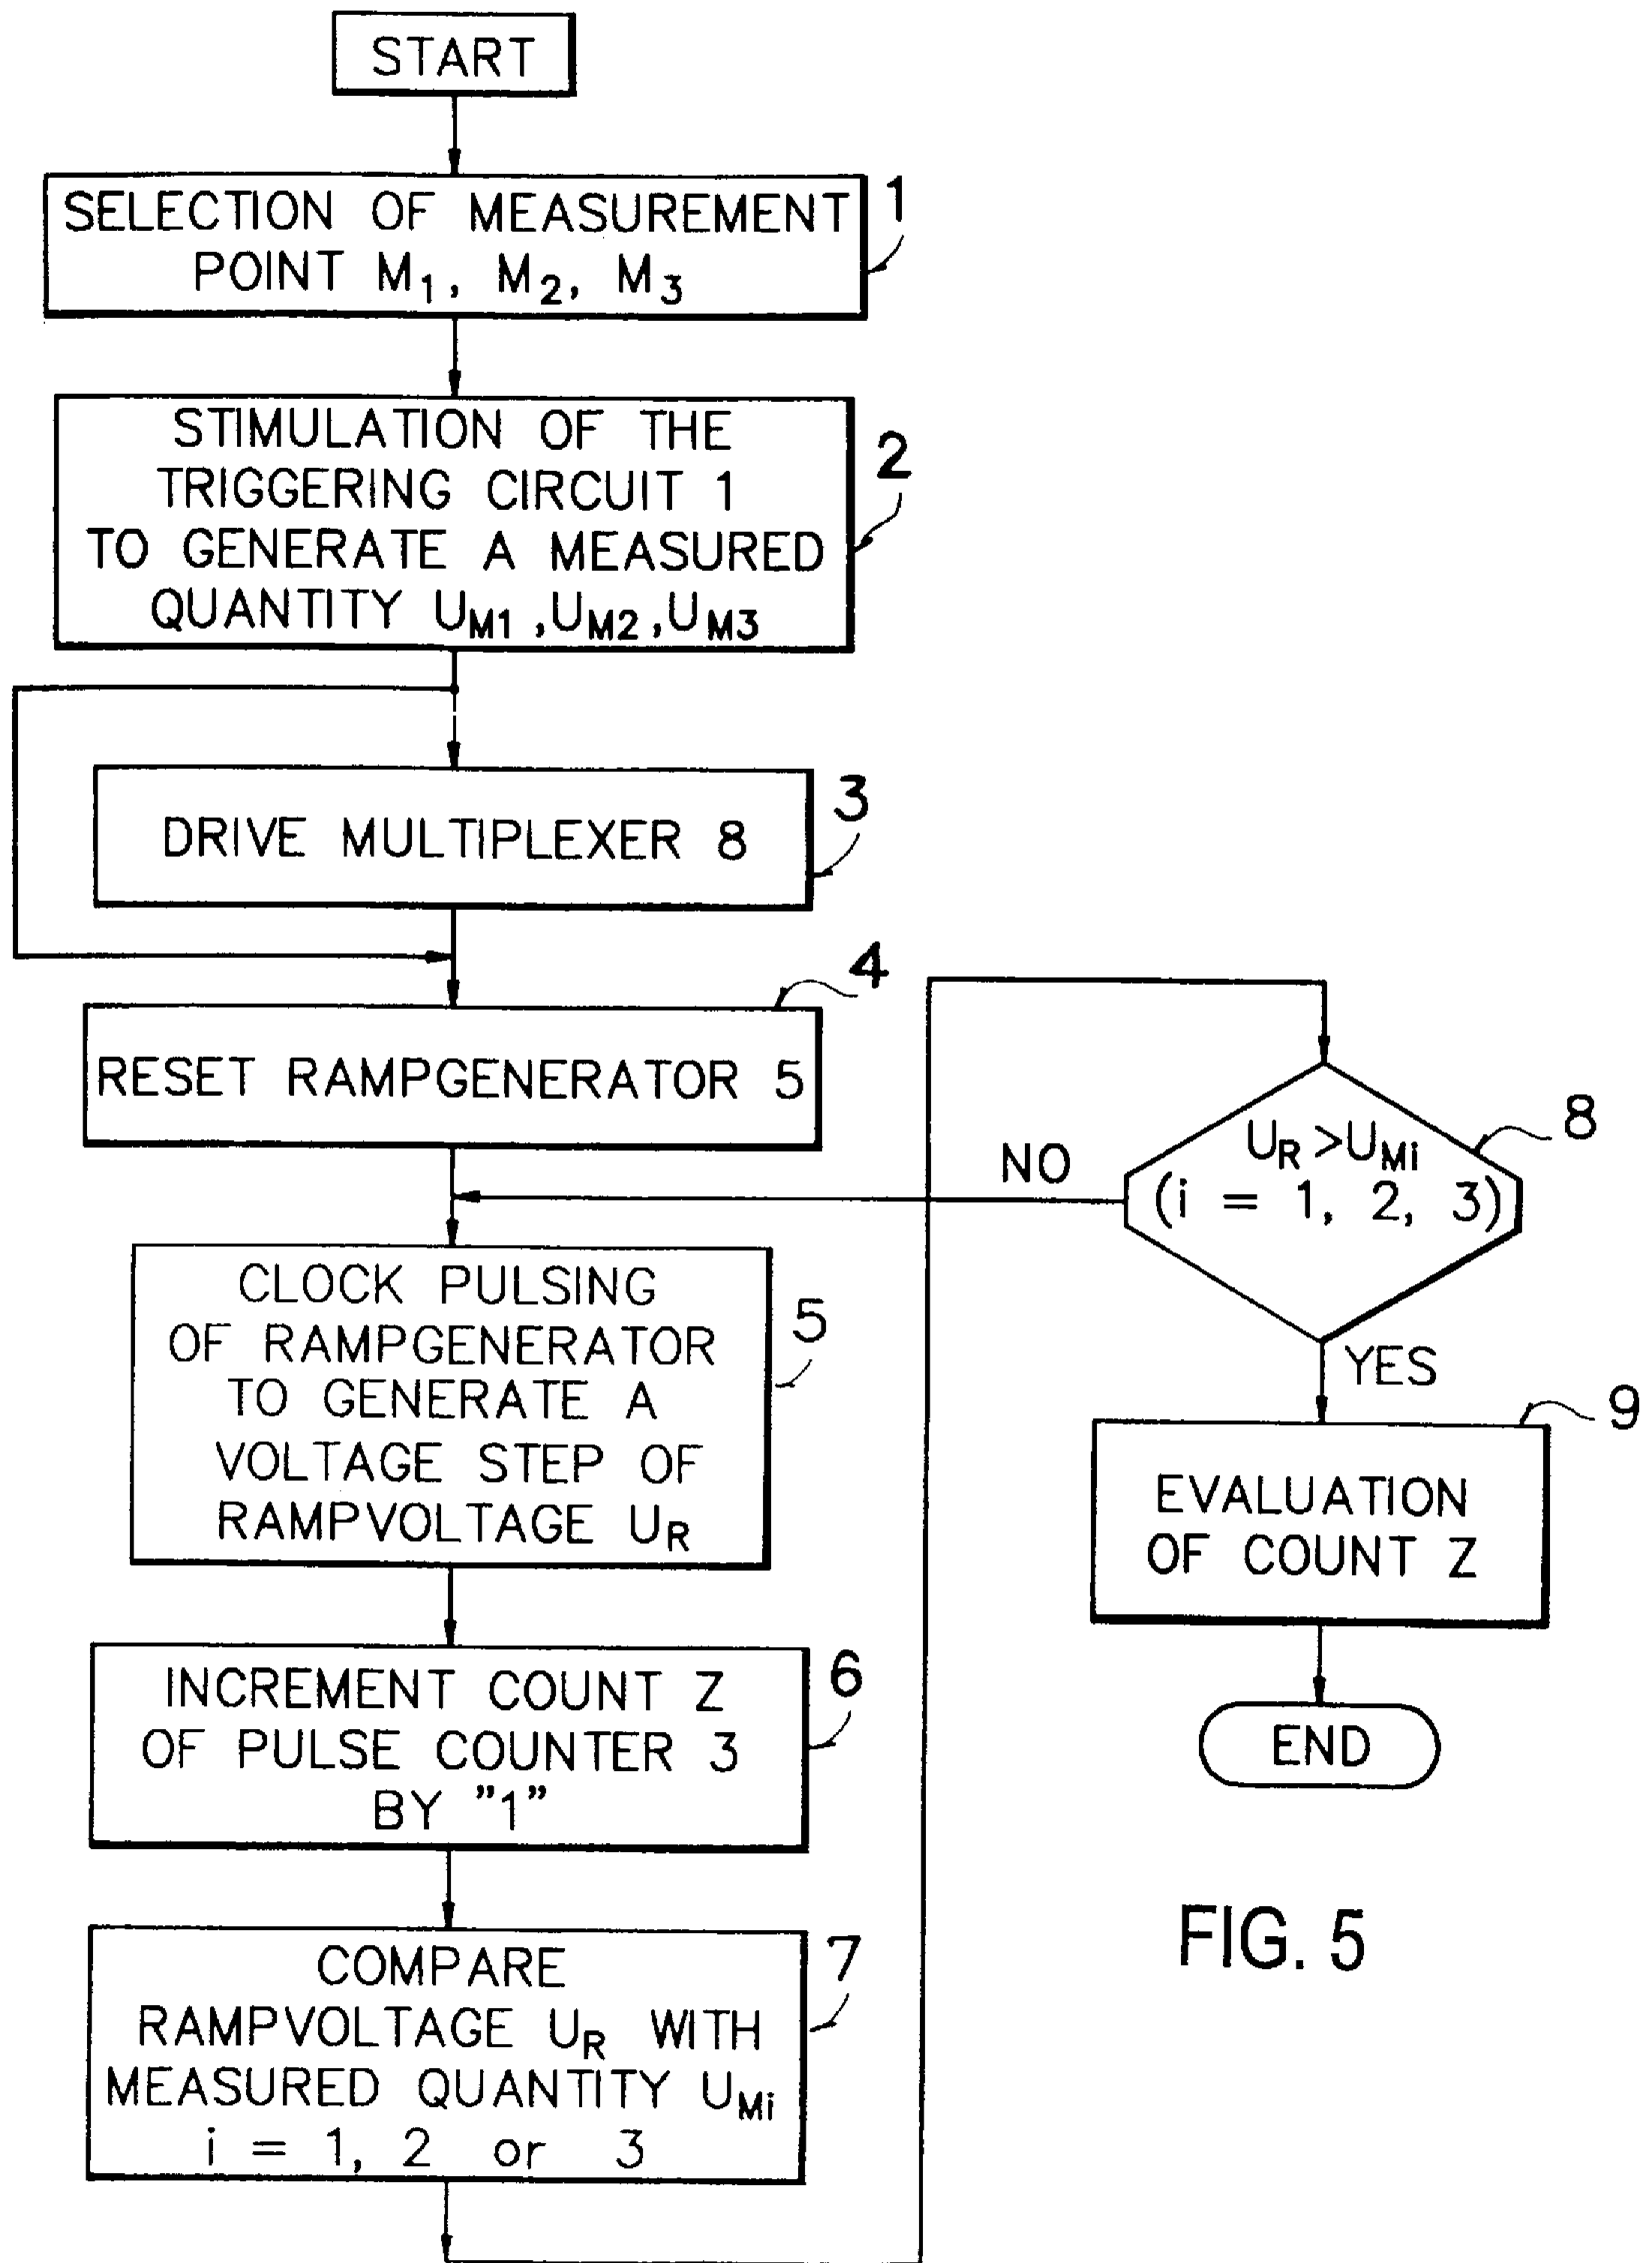 START
SELECTION OF MEASUREMENT
POINT M1, M2, M3
1
STIMULATION OF THE
TRIGGERING CIRCUIT 1
TO GENERATE A MEASURED
QUANTITY UM1 ,UM2,UM3
2
DRIVE MULTIPLEXER 8
3
RESET RAMPGENERATOR 5
4
CLOCK PULSING
OF RAMPGENERATOR
TO GENERATE A
VOLTAGE STEP OF
RAMPVOLTAGE UR
5
INCREMENT COUNT Z
OF PULSE COUNTER 3
BY "1"
6
COMPARE
RAMPVOLTAGE UR WITH
MEASURED QUANTITY UMi
i = 1, 2 or 3
7
UR >UMi
(i = 1, 2, 3)
8
NO
YES
EVALUATION
OF COUNT Z
9
END
FIG. 5